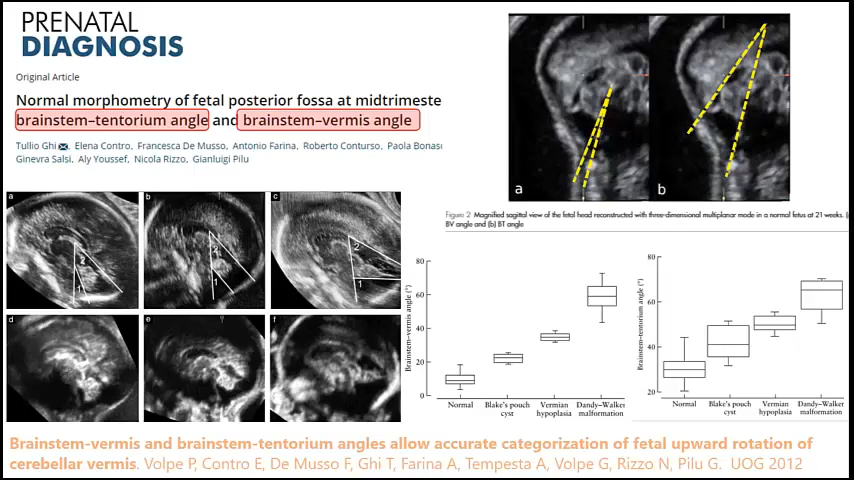 PRENATAL
DIAGNOSIS
Original Article
Normal morphometry of fetal posterior fossa at midtrimeste
brainstem–tentorium angle and brainstem–vermis angle
Tullio Ghi, Elena Contro, Francesca De Musso, Antonio Farina, Roberto Conturso, Paola Bonas
Ginevra Salsi, Aly Youssef, Nicola Rizzo, Gianluigi Pilu
a
b
Figure 2 Magnified sagittal view of the fetal head reconstructed with three-dimensional multiplanar mode in a normal fetus at 21 weeks. (
BV angle and (b) BT angle
a
b
c
2
1
2
1
2
1
d
e
f
Brainstem–vermis angle (°)
80
60
40
20
0
Normal
Blake's pouch
cyst
Vermian
hypoplasia
Dandy–Walker
malformation
Brainstem–tentorium angle (°)
80
60
40
20
Normal
Blake's pouch
cyst
Vermian
hypoplasia
Dandy–Walker
malformation
Brainstem-vermis and brainstem-tentorium angles allow accurate categorization of fetal upward rotation of
cerebellar vermis. Volpe P, Contro E, De Musso F, Ghi T, Farina A, Tempesta A, Volpe G, Rizzo N, Pilu G. UOG 2012